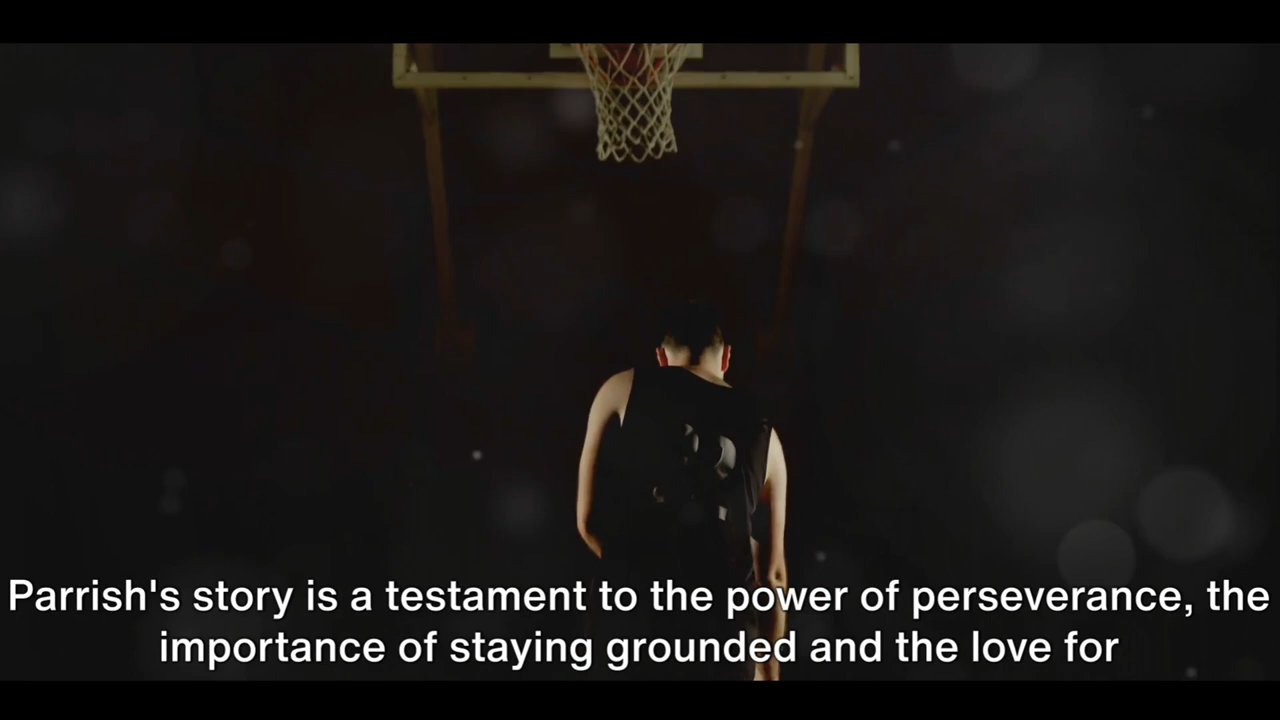 Parrish's story is a testament to the power of perseverance, the
importance of staying grounded and the love for